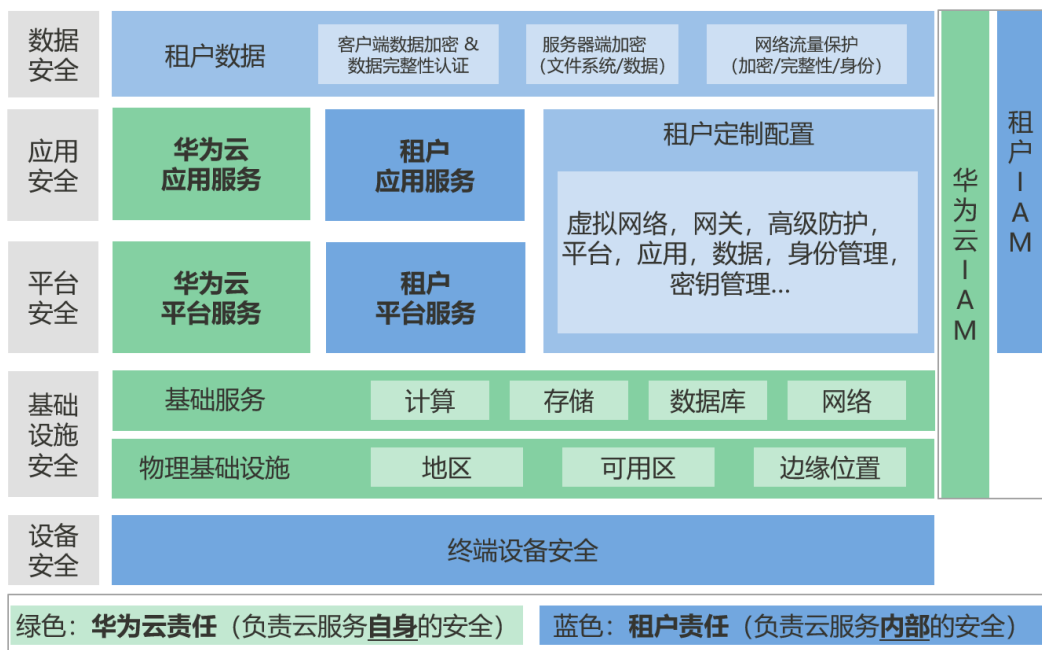 数据
安全
租户数据
客户端数据加密 &
数据完整性认证
服务器端加密
(文件系统/数据)
网络流量保护
(加密/完整性/身份)
应用
安全
华为云
应用服务
租户
应用服务
租户定制配置
虚拟网络，网关，高级防护，
平台，应用，数据，身份管理，
密钥管理...
平台
安全
华为云
平台服务
租户
平台服务
基础
设施
安全
基础服务
计算
存储
数据库
网络
物理基础设施
地区
可用区
边缘位置
设备
安全
终端设备安全
华
为
云
I
A
M
租
户
I
A
M
绿色：华为云责任（负责云服务自身的安全）
蓝色：租户责任（负责云服务内部的安全）